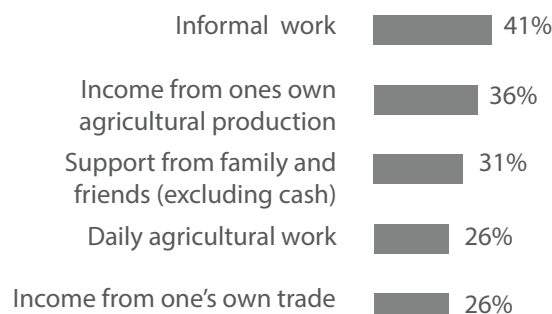 Informal work 41%
Income from ones own
agricultural production 36%
Support from family and
friends (excluding cash) 31%
Daily agricultural work 26%
Income from one's own trade 26%